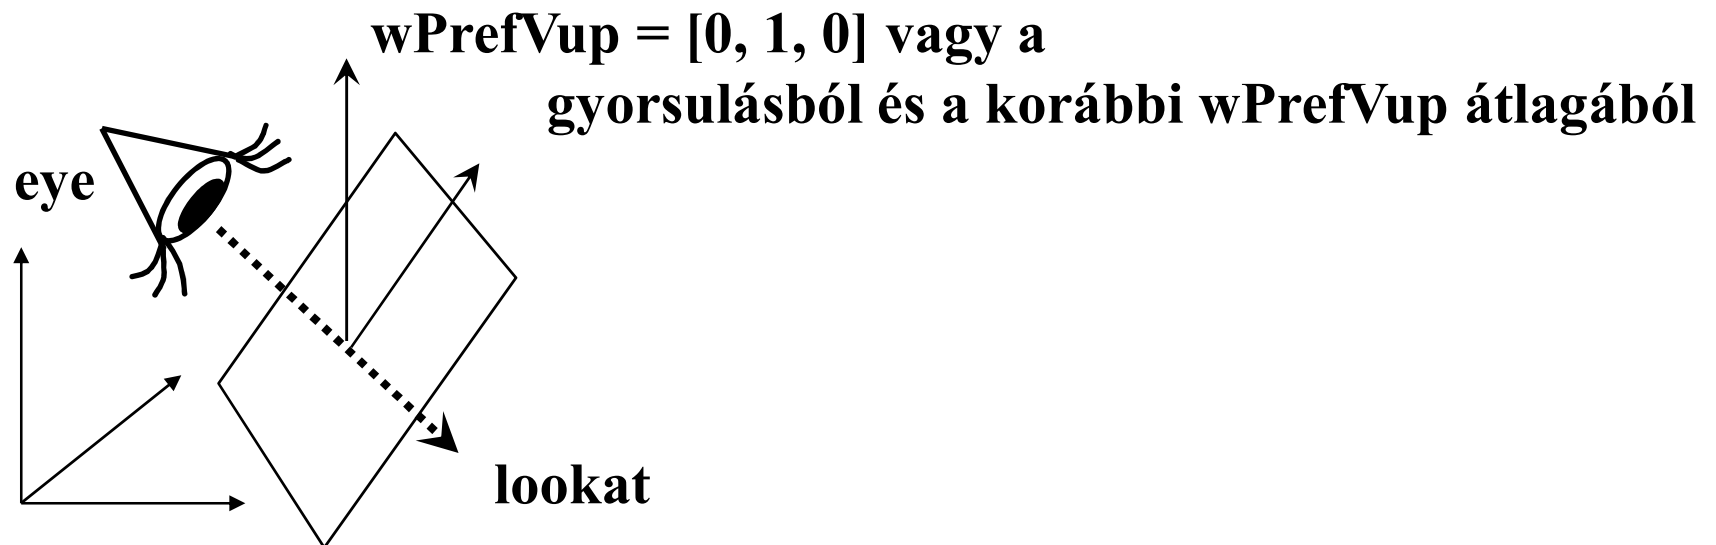 wPrefVup = [0, 1, 0] vagy a
gyorsulásból és a korábbi wPrefVup átlagából
eye
lookat